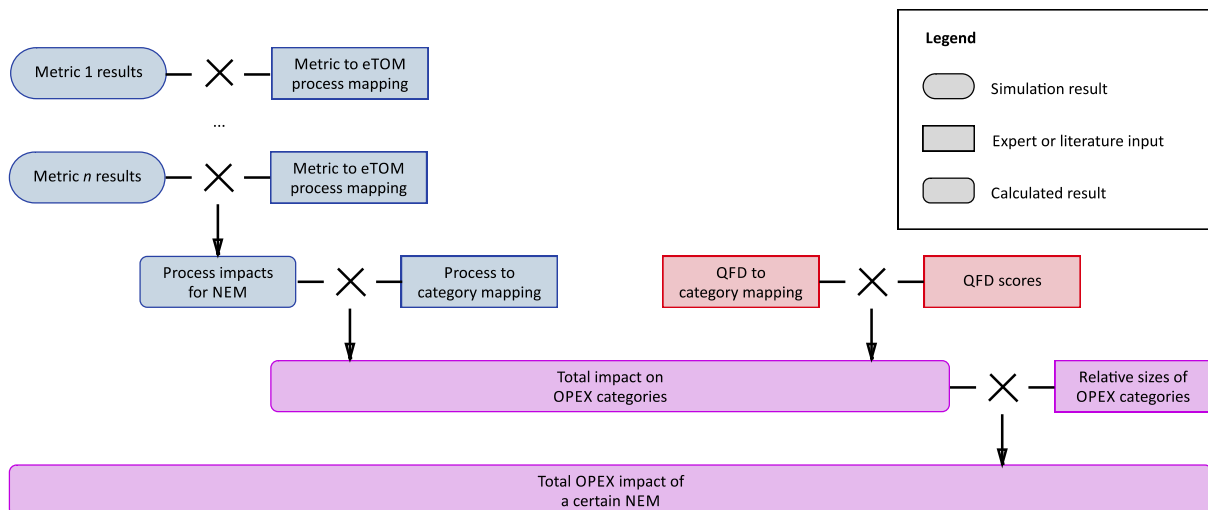 Legend
Metric 1 results
Metric to eTOM
process mapping
Simulation result
...
Expert or literature input
Metric n results
Metric to eTOM
process mapping
Calculated result
Process impacts
for NEM
Process to
category mapping
QFD to
category mapping
QFD scores
Total impact on
OPEX categories
Relative sizes of
OPEX categories
Total OPEX impact of
a certain NEM